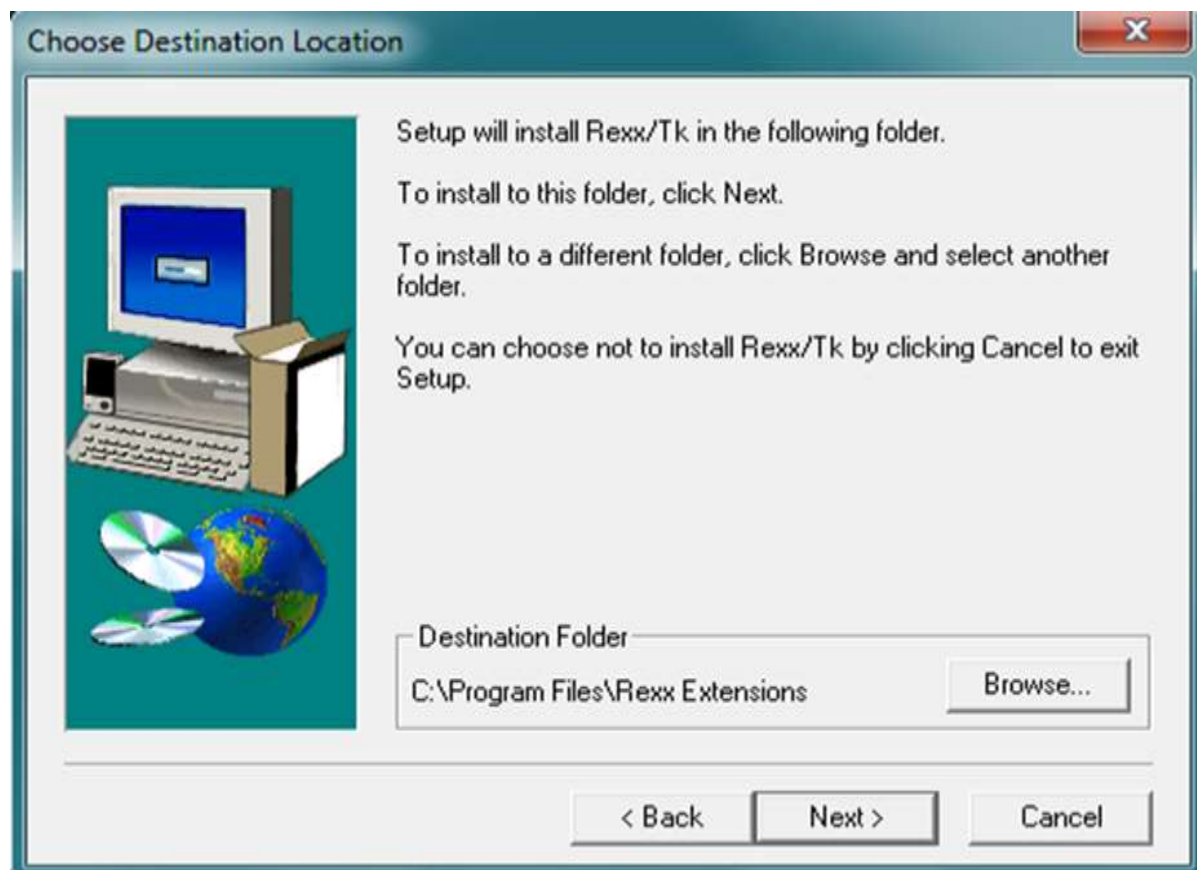 Choose Destination Location
Setup will install Rexx/Tk in the following folder.
To install to this folder, click Next.
To install to a different folder, click Browse and select another
folder.
You can choose not to install Rexx/Tk by clicking Cancel to exit
Setup.
Destination Folder
C:\Program Files\Rexx Extensions
Browse...
< Back
Next >
Cancel